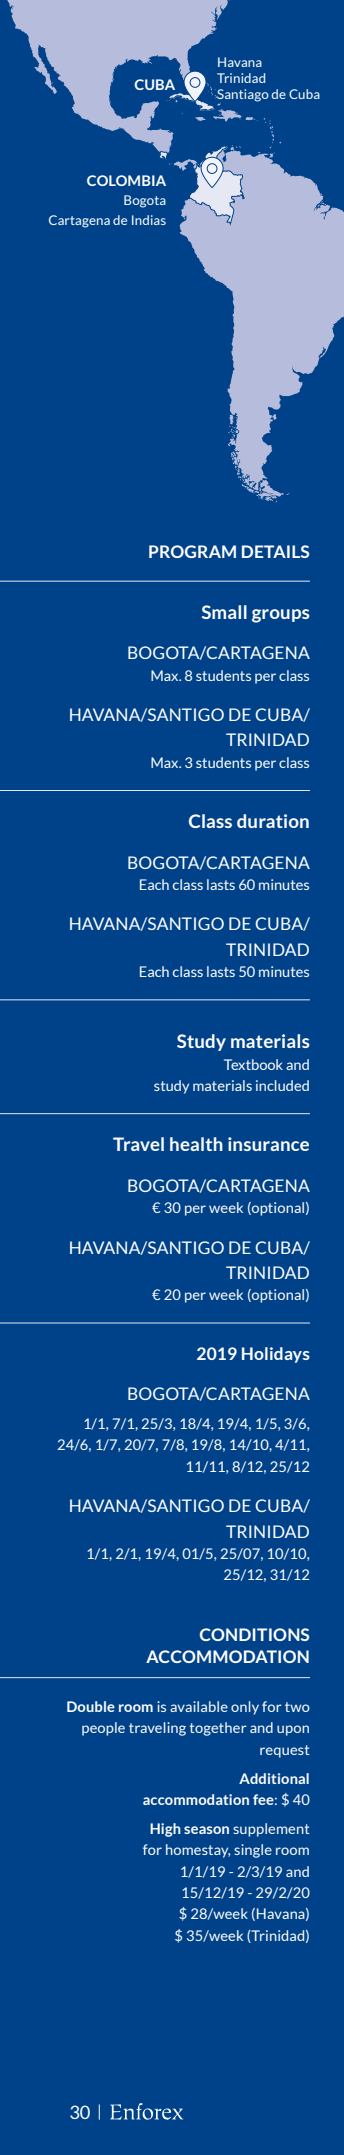 CUBA
Havana
Trinidad
Santiago de Cuba
COLOMBIA
Bogota
Cartagena de Indias
PROGRAM DETAILS
Small groups
BOGOTA/CARTAGENA
Max. 8 students per class
HAVANA/SANTIGO DE CUBA/
TRINIDAD
Max. 3 students per class
Class duration
BOGOTA/CARTAGENA
Each class lasts 60 minutes
HAVANA/SANTIGO DE CUBA/
TRINIDAD
Each class lasts 50 minutes
Study materials
Textbook and
study materials included
Travel health insurance
BOGOTA/CARTAGENA
€ 30 per week (optional)
HAVANA/SANTIGO DE CUBA/
TRINIDAD
€ 20 per week (optional)
2019 Holidays
BOGOTA/CARTAGENA
1/1, 7/1, 25/3, 18/4, 19/4, 1/5, 3/6,
24/6, 1/7, 20/7, 7/8, 19/8, 14/10, 4/11,
11/11, 8/12, 25/12
HAVANA/SANTIGO DE CUBA/
TRINIDAD
1/1, 2/1, 19/4, 01/5, 25/07, 10/10,
25/12, 31/12
CONDITIONS
ACCOMMODATION
Double room is available only for two
people traveling together and upon
request
Additional
accommodation fee: $ 40
High season supplement
for homestay, single room
1/1/19 - 2/3/19 and
15/12/19 - 29/2/20
$ 28/week (Havana)
$ 35/week (Trinidad)
30 | Enforex